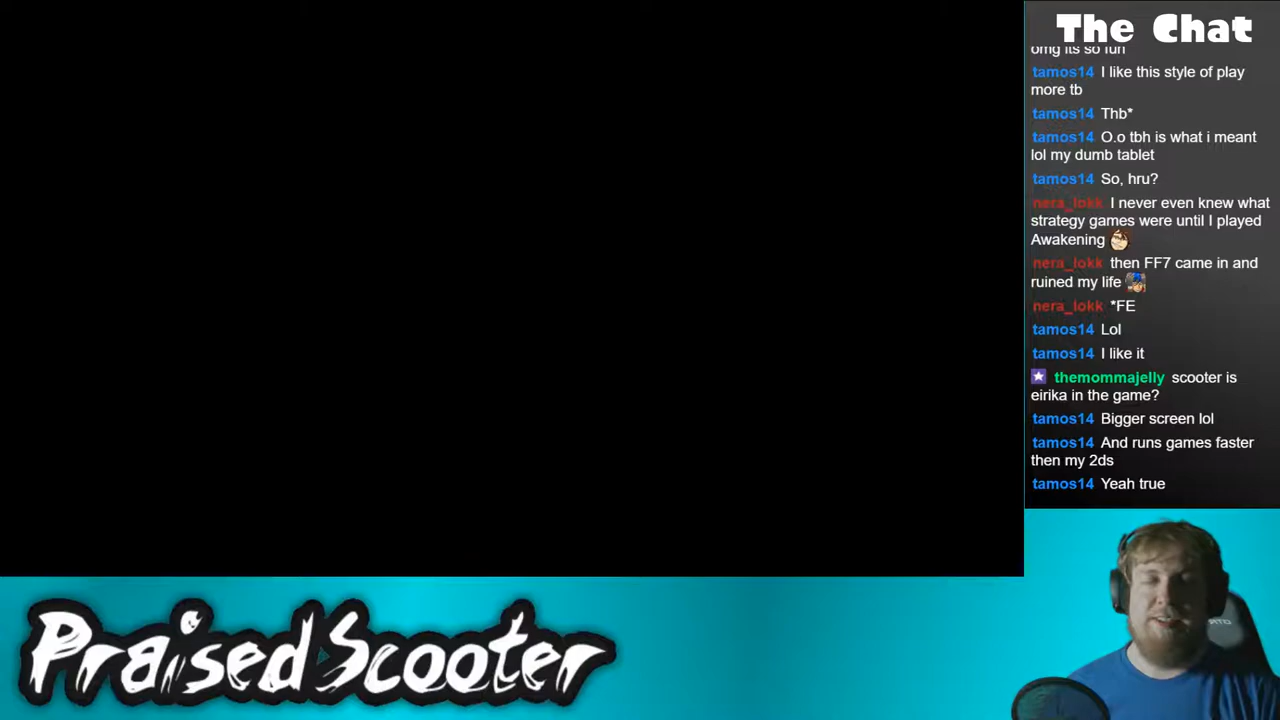 The Chat
omg its so fun
tamos14 I like this style of play
more tb
tamos14 Thb*
tamos14 O.o tbh is what i meant
lol my dumb tablet
tamos14 So, hru?
nera_lokk I never even knew what
strategy games were until I played
Awakening
nera_lokk then FF7 came in and
ruined my life
nera_lokk *FE
tamos14 Lol
tamos14 I like it
themommajelly scooter is
eirika in the game?
tamos14 Bigger screen lol
tamos14 And runs games faster
then my 2ds
tamos14 Yeah true
PraisedScooter